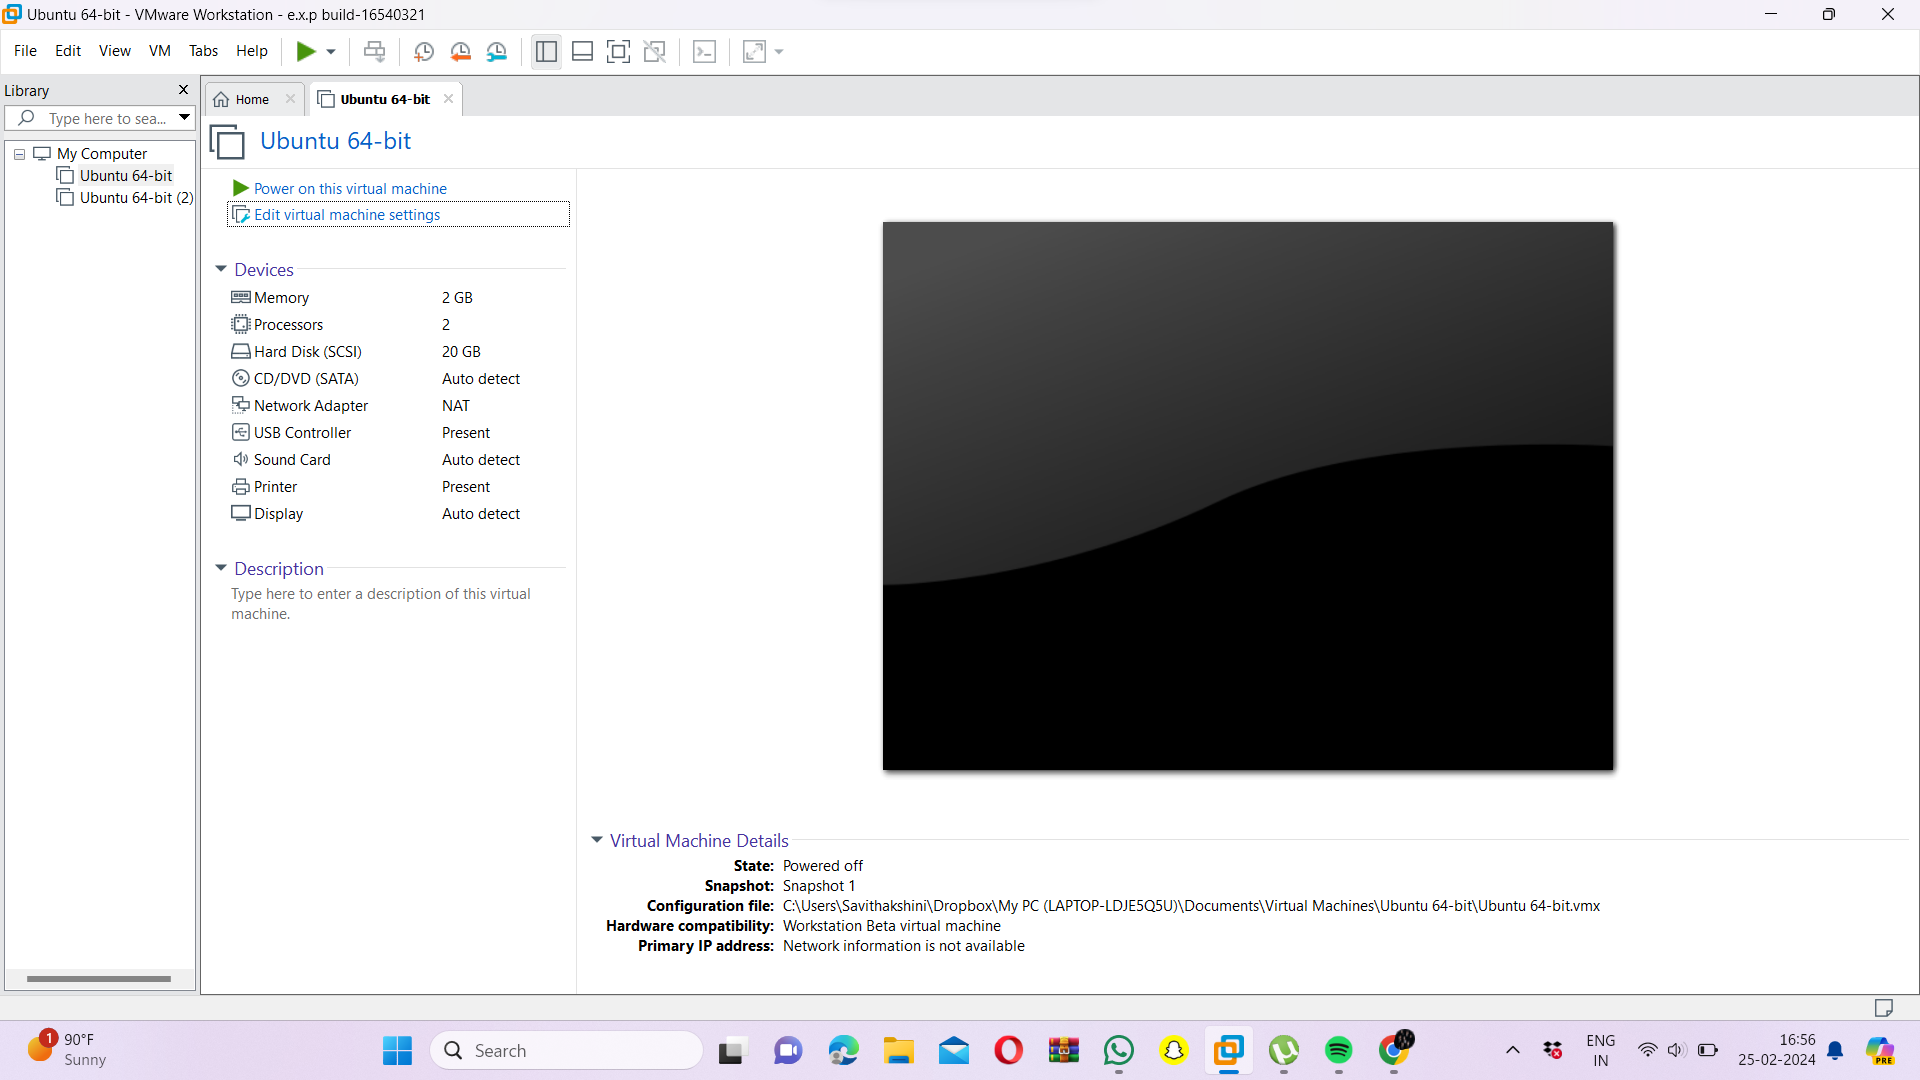 Ubuntu 64-bit - VMware Workstation - e.x.p build-16540321
File Edit View VM Tabs Help
Library
Type here to sea...
My Computer
Ubuntu 64-bit
Ubuntu 64-bit (2)
Home
Ubuntu 64-bit
Ubuntu 64-bit
Power on this virtual machine
Edit virtual machine settings
Devices
Memory 2 GB
Processors 2
Hard Disk (SCSI) 20 GB
CD/DVD (SATA) Auto detect
Network Adapter NAT
USB Controller Present
Sound Card Auto detect
Printer Present
Display Auto detect
Description
Type here to enter a description of this virtual
machine.
Virtual Machine Details
State: Powered off
Snapshot: Snapshot 1
Configuration file: C:\Users\Savithakshini\Dropbox\My PC (LAPTOP-LDJE5Q5U)\Documents\Virtual Machines\Ubuntu 64-bit\Ubuntu 64-bit.vmx
Hardware compatibility: Workstation Beta virtual machine
Primary IP address: Network information is not available
1
90°F
Sunny
Search
ENG
IN
16:56
25-02-2024
PRE